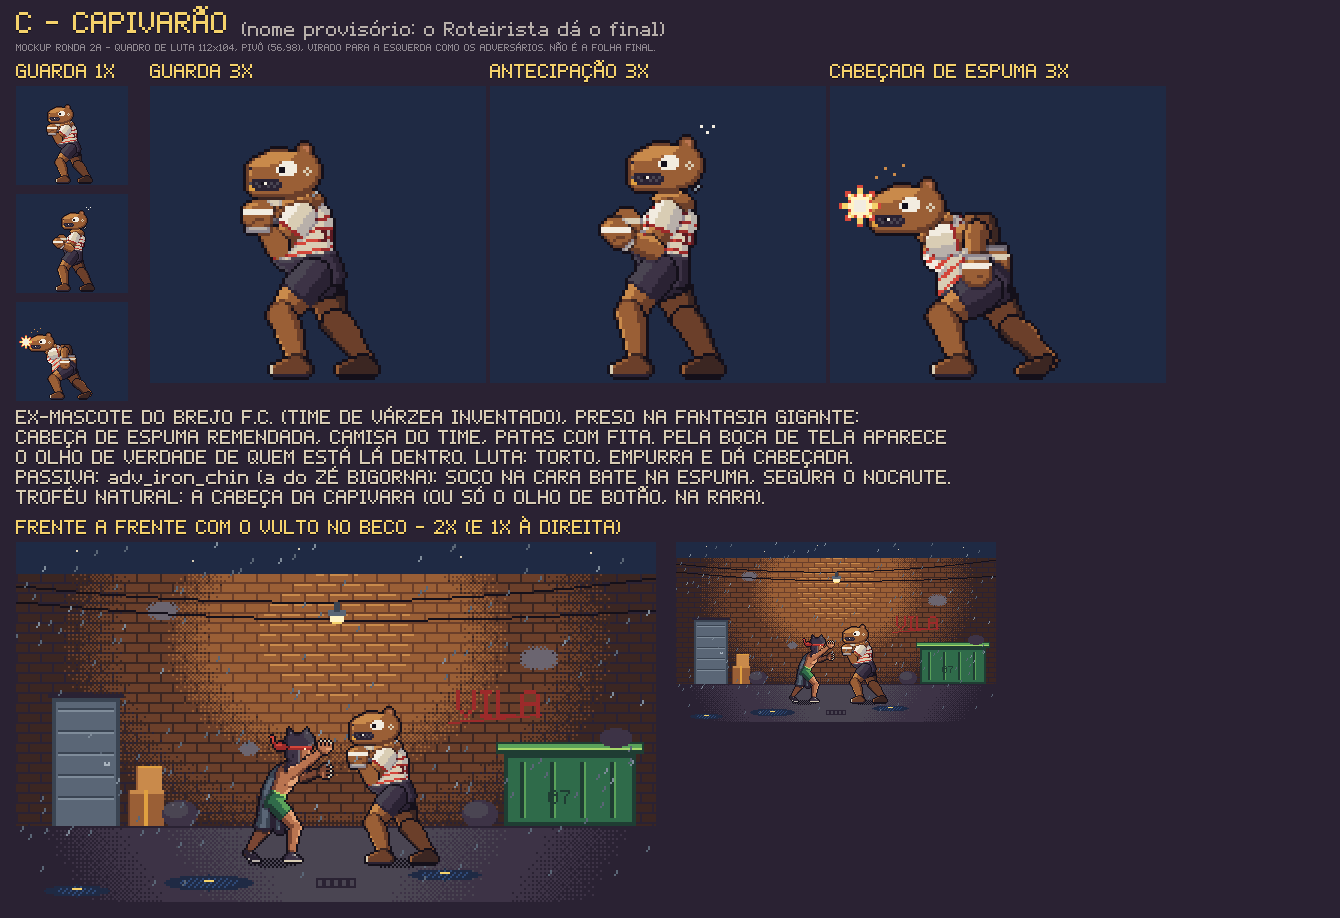 C - CAPIVARÃO (nome provisório: o Roteirista dá o final)
MOCKUP RONDA 2A - QUADRO DE LUTA 112x104, PIVÔ (56,98), VIRADO PARA A ESQUERDA COMO OS ADVERSÁRIOS. NÃO É A FOLHA FINAL.
GUARDA 1X GUARDA 3X ANTECIPAÇÃO 3X CABEÇADA DE ESPUMA 3X
EX-MASCOTE DO BREJO F.C. (TIME DE VÁRZEA INVENTADO), PRESO NA FANTASIA GIGANTE:
CABEÇA DE ESPUMA REMENDADA, CAMISA DO TIME, PATAS COM FITA. PELA BOCA DE TELA APARECE
O OLHO DE VERDADE DE QUEM ESTÁ LÁ DENTRO. LUTA: TORTO, EMPURRA E DÁ CABEÇADA.
PASSIVA: adv_iron_chin (a do ZÉ BIGORNA): SOCO NA CARA BATE NA ESPUMA, SEGURA O NOCAUTE.
TROFÉU NATURAL: A CABEÇA DA CAPIVARA (OU SÓ O OLHO DE BOTÃO, NA RARA).
FRENTE A FRENTE COM O VULTO NO BECO - 2X (E 1X À DIREITA)
VILA
07
VILA
07